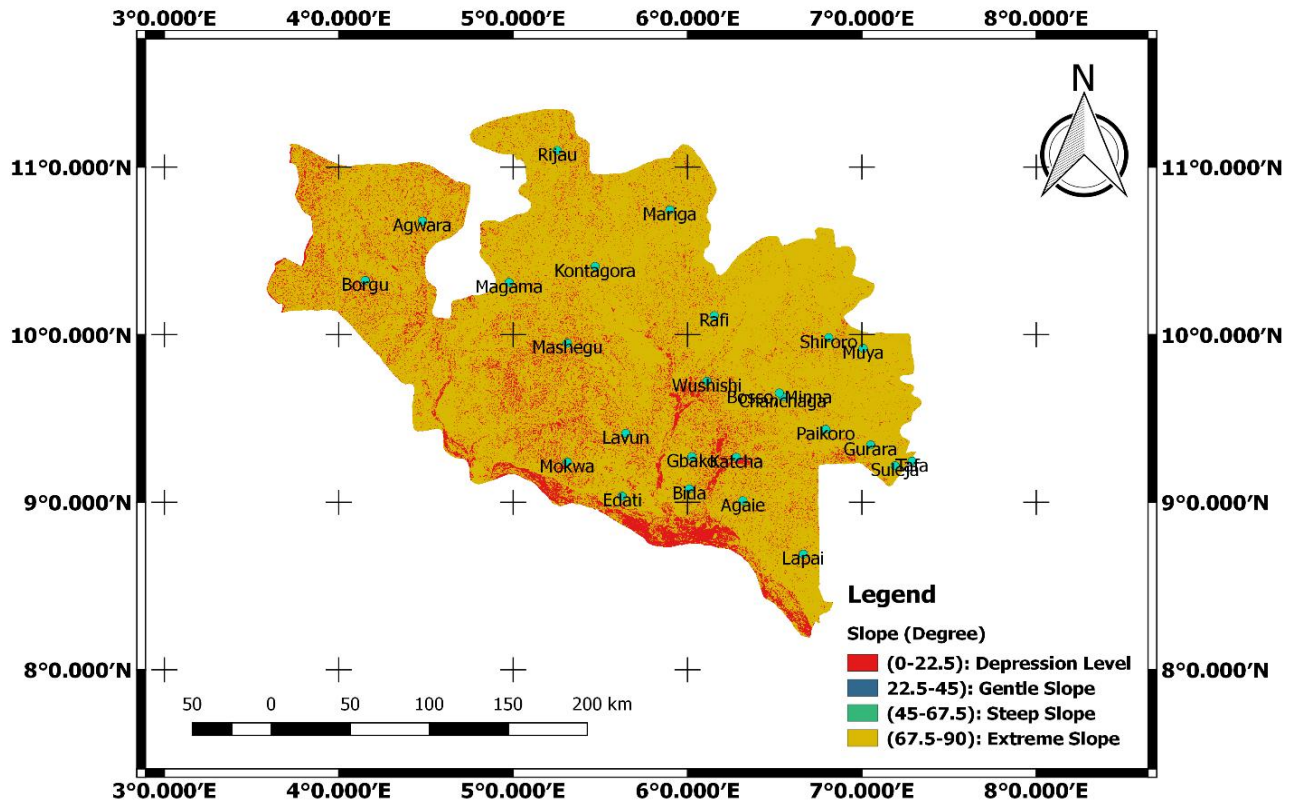 3°0.000′E 4°0.000′E 5°0.000′E 6°0.000′E 7°0.000′E 8°0.000′E
N
11°0.000′N 11°0.000′N
Rijau
Mariga
Agwara
Kontagora
Borgu Magama
Rafi
10°0.000′N 10°0.000′N
Shiroro
Mashegu Muya
Wushishi
Bosso Minna
Chanchaga
Lavun Paikoro
Gurara
Mokwa Gbako Katcha Suleja Tafa
Bida
9°0.000′N Edati Agaie 9°0.000′N
Lapai
Legend
Slope (Degree)
(0-22.5): Depression Level
8°0.000′N 8°0.000′N
22.5-45): Gentle Slope
50 0 50 100 150 200 km
(45-67.5): Steep Slope
(67.5-90): Extreme Slope
3°0.000′E 4°0.000′E 5°0.000′E 6°0.000′E 7°0.000′E 8°0.000′E